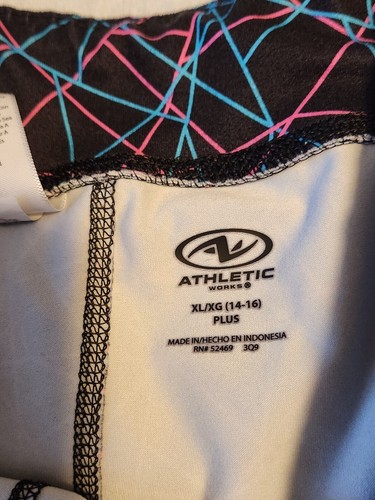 ATHLETIC
WORKS®
XL/XG (14-16)
PLUS
MADE IN/HECHO EN INDONESIA
RN# 52469 3Q9